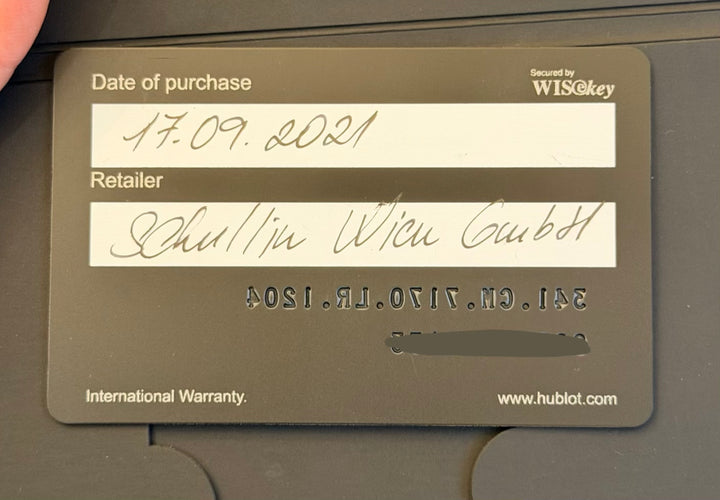 Date of purchase
Secured by
WISekey
17.09.2021
Retailer
Schullin Wien GmbH
341.CM.7170.LR.1204
International Warranty.
www.hublot.com